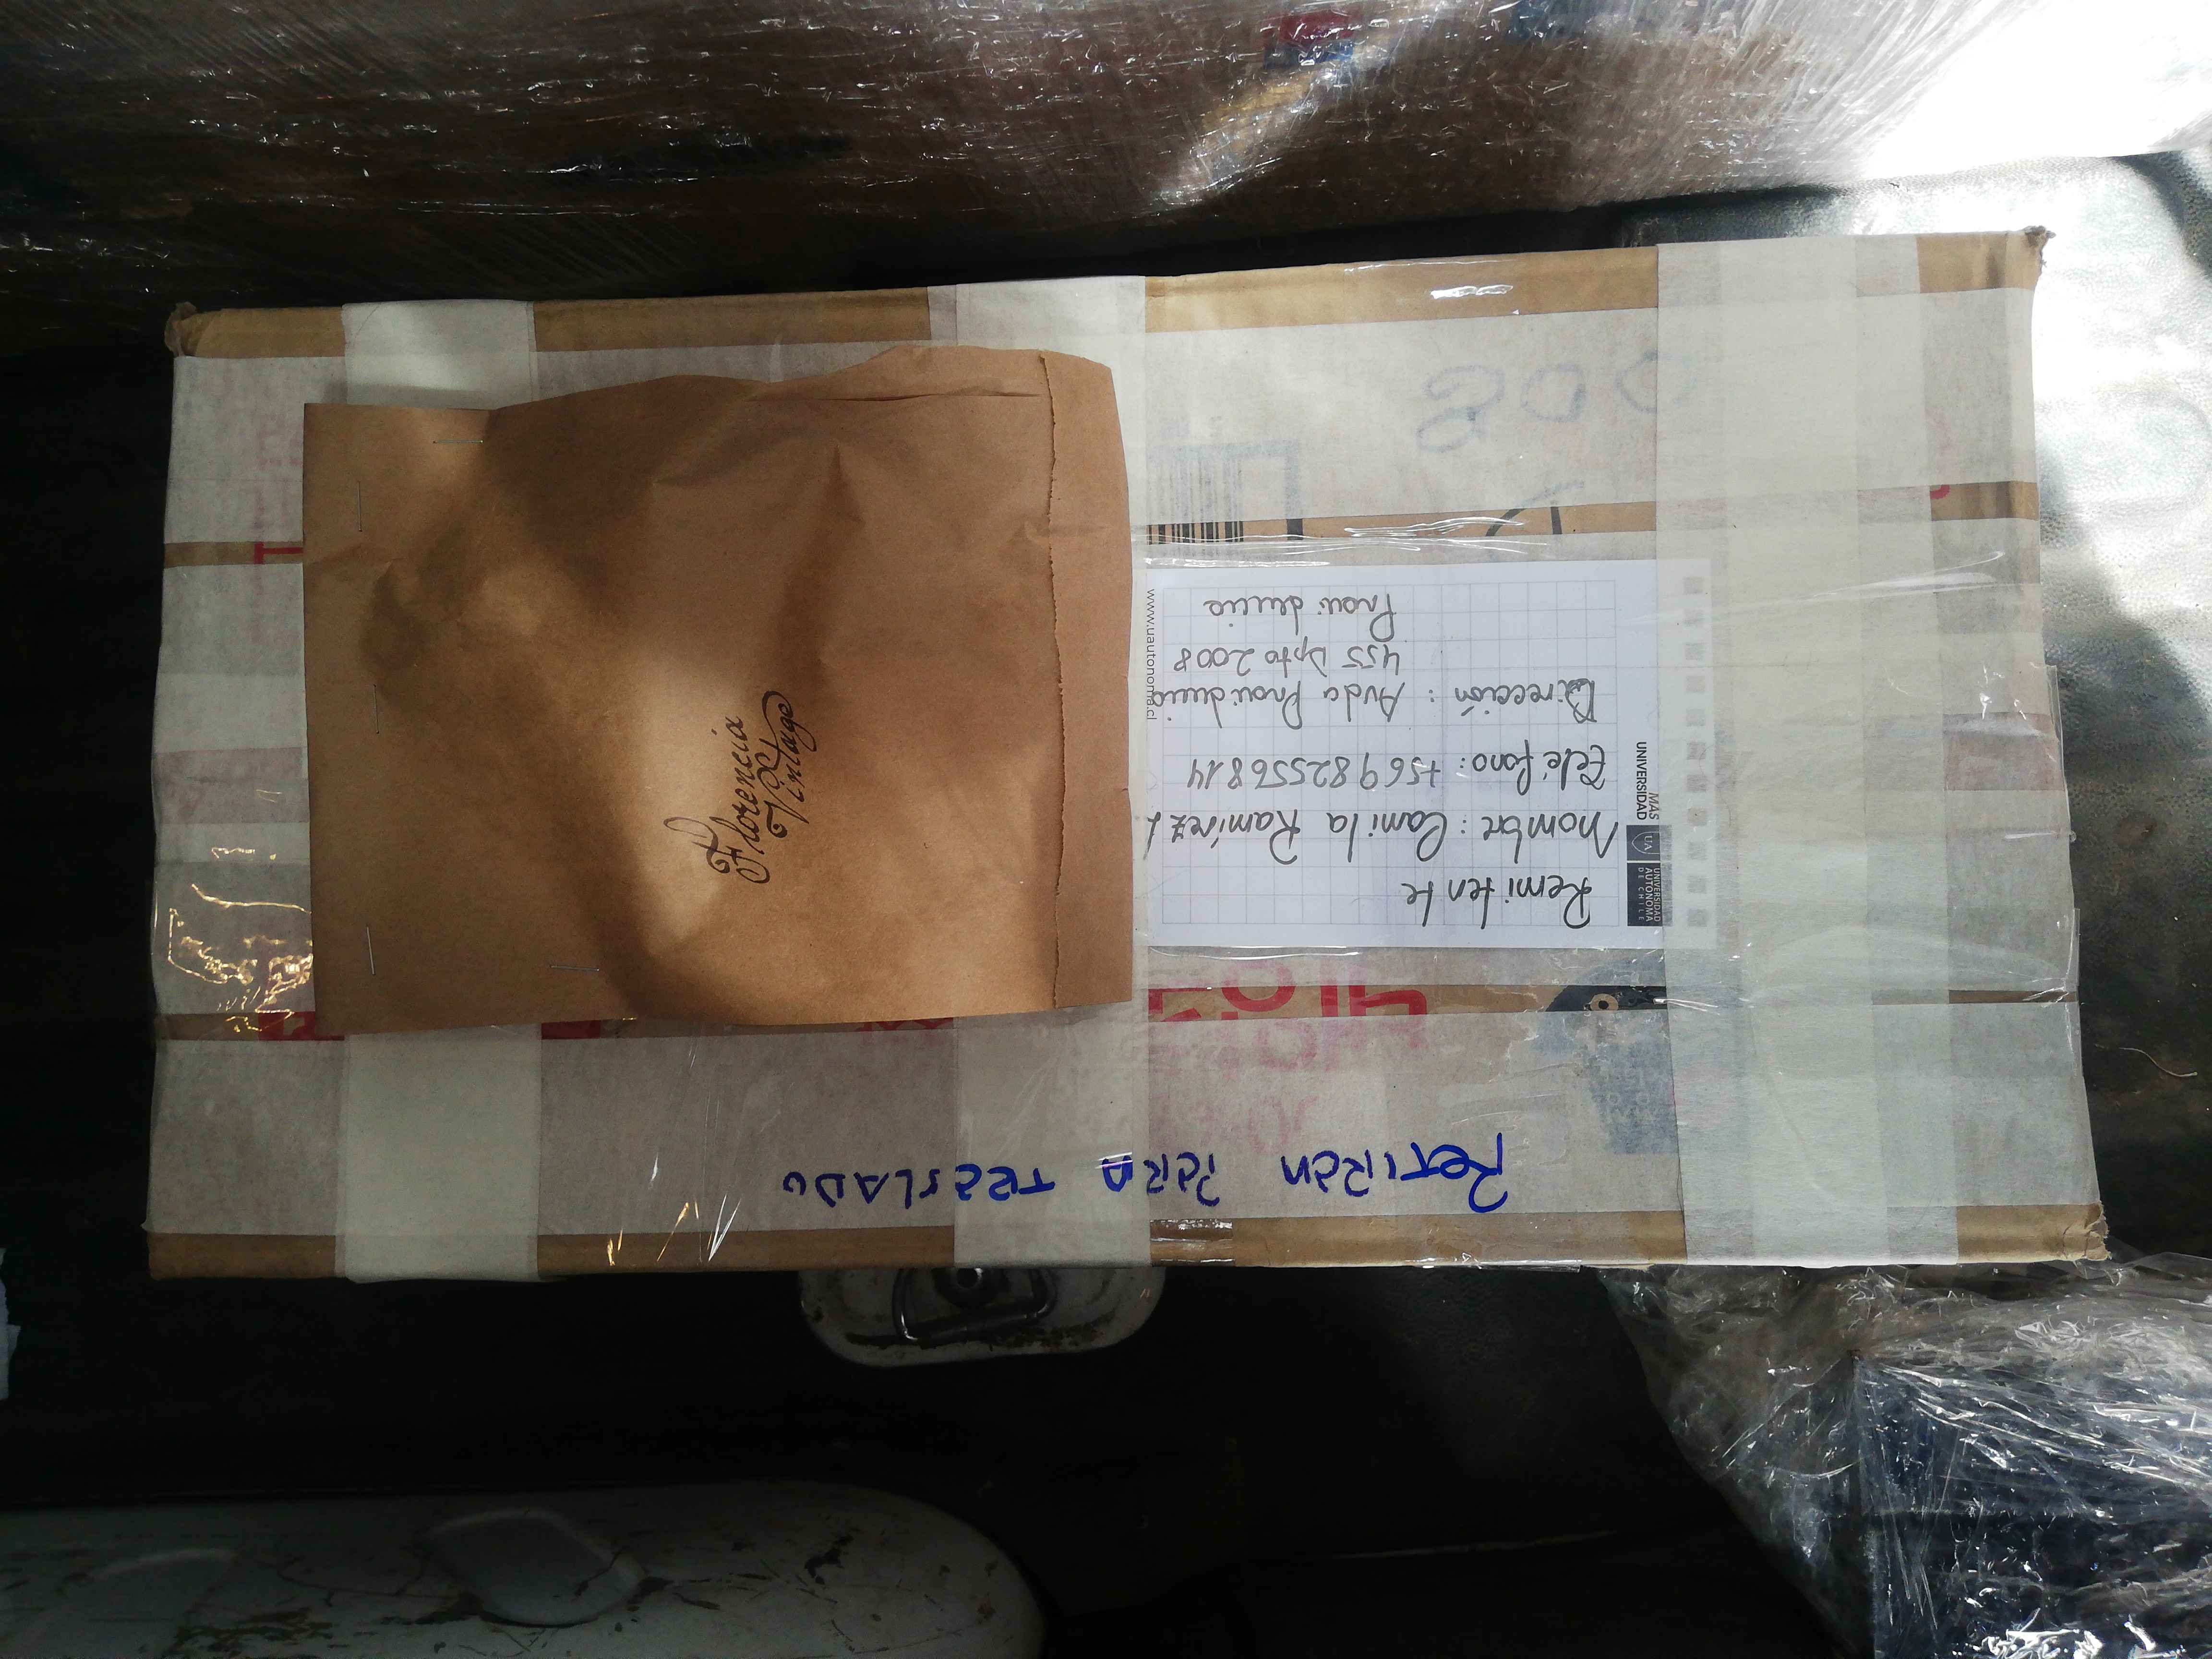 Remitente
Nombre: Camila Ramírez L
Teléfono: +56982556814
Dirección: Avda Providencia
455 Dpto 2008
Providencia
MÁS
UNIVERSIDAD
UA
UNIVERSIDAD
AUTÓNOMA
DE CHILE
www.uautonoma.cl
Florencia
Vintage
RETIRAN PARA TRASLADO